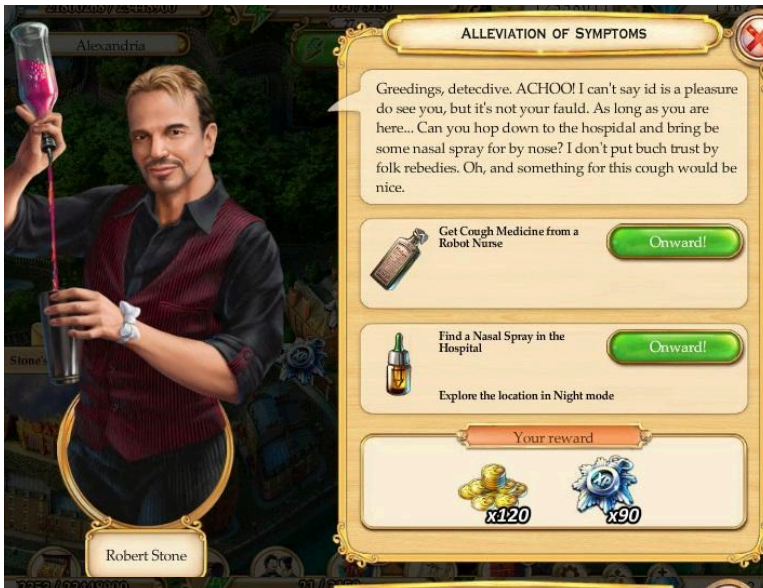 Alexandria
ALLEVIATION OF SYMPTOMS
Greedings, detecdive. ACHOO! I can't say id is a pleasure
do see you, but it's not your fauld. As long as you are
here... Can you hop down to the hospidal and bring be
some nasal spray for by nose? I don't put buch trust by
folk rebedies. Oh, and something for this cough would be
nice.
Get Cough Medicine from a
Robot Nurse
Onward!
Find a Nasal Spray in the
Hospital
Onward!
Explore the location in Night mode
Stone's
Your reward
XP
x120
x90
Robert Stone